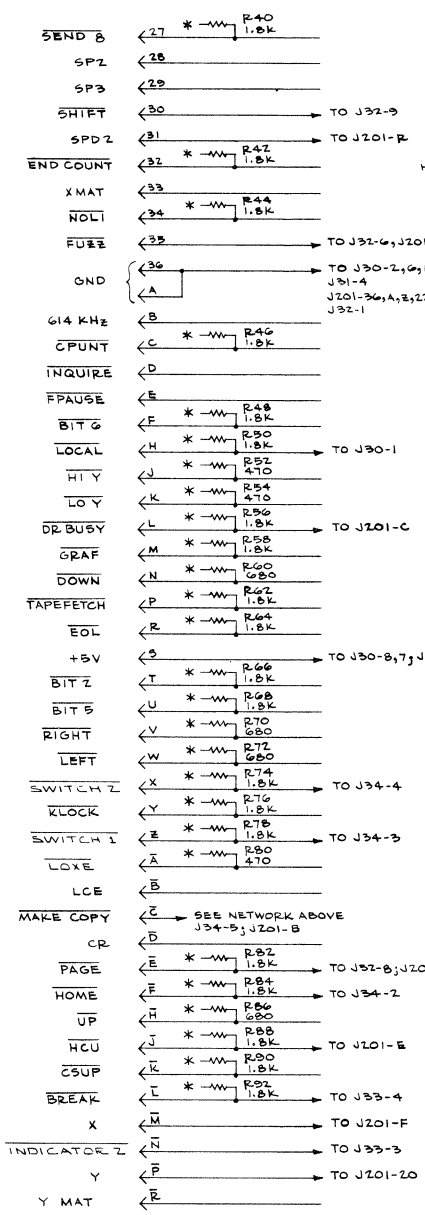 * R40
SEND 8 27 1.8K
SP2 28
SP3 29
SHIFT 30 TO J32-9
SPD 2 31 TO J201-R
* R42
END COUNT 32 1.8K
XMAT 33
* R44
NOLI 34 1.8K
FUZZ 35 TO J32-6, J201
GND 36 TO J30-2, 6,
J31-4
A J201-36, A, Z, 22
J32-1
614 KHz B
* R46
CPUNT C 1.8K
INQUIRE D
FPAUSE E
* R48
BIT 6 F 1.8K
* R50
LOCAL H 1.8K TO J30-1
* R52
HI Y J 470
* R54
LO Y K 470
* R56
DR BUSY L 1.8K TO J201-C
* R58
GRAF M 1.8K
* R60
DOWN N 680
* R62
TAPEFETCH P 1.8K
* R64
EOL R 1.8K
+5V S TO J30-8, 7, J
* R66
BIT 2 T 1.8K
* R68
BIT 5 U 1.8K
* R70
RIGHT V 680
* R72
LEFT W 680
* R74
SWITCH 2 X 1.8K TO J34-4
* R76
KLOCK Y 1.8K
* R78
SWITCH 1 Z 1.8K TO J34-3
* R80
LOXE A̅ 470
LCE B̅
MAKE COPY C̅ SEE NETWORK ABOVE
J34-5, J201-B
CR D̅
* R82
PAGE E̅ 1.8K TO J32-8, J20
* R84
HOME F̅ 1.8K TO J34-2
* R86
UP H̅ 680
* R88
HCU J̅ 1.8K TO J201-E
* R90
CSUP K̅ 1.8K
* R92
BREAK L̅ 1.8K TO J33-4
X M̅ TO J201-F
INDICATOR 2 N̅ TO J33-3
Y P̅ TO J201-20
Y MAT R̅